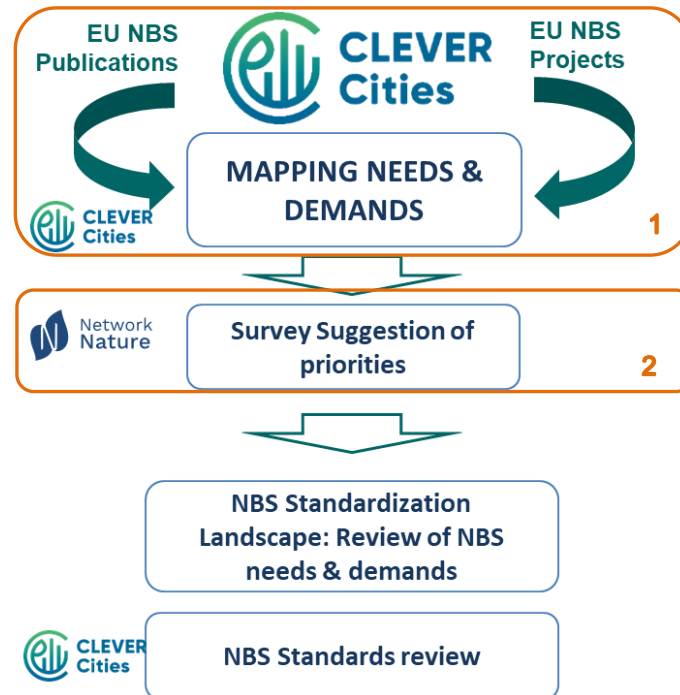 EU NBS
Publications
CLEVER
Cities
EU NBS
Projects
MAPPING NEEDS &
DEMANDS
CLEVER
Cities
1
Network
Nature
Survey Suggestion of
priorities
2
NBS Standardization
Landscape: Review of NBS
needs & demands
CLEVER
Cities
NBS Standards review